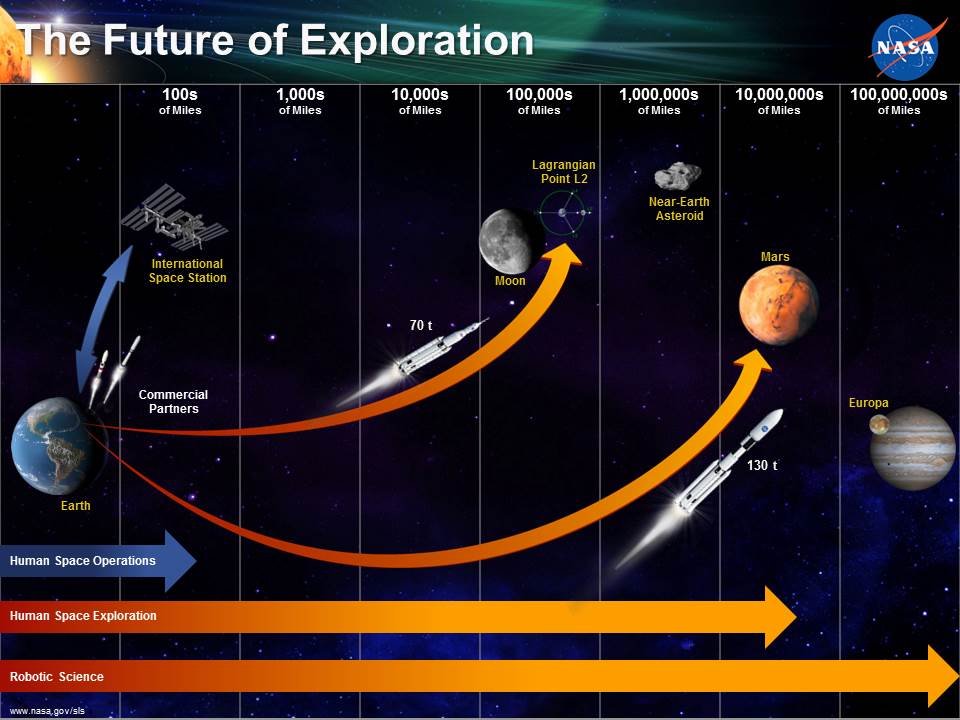 The Future of Exploration
NASA
100s
of Miles
1,000s
of Miles
10,000s
of Miles
100,000s
of Miles
1,000,000s
of Miles
10,000,000s
of Miles
100,000,000s
of Miles
Lagrangian
Point L2
Near-Earth
Asteroid
International
Space Station
Moon
Mars
70 t
Commercial
Partners
Europa
130 t
Earth
Human Space Operations
Human Space Exploration
Robotic Science
www.nasa.gov/sls